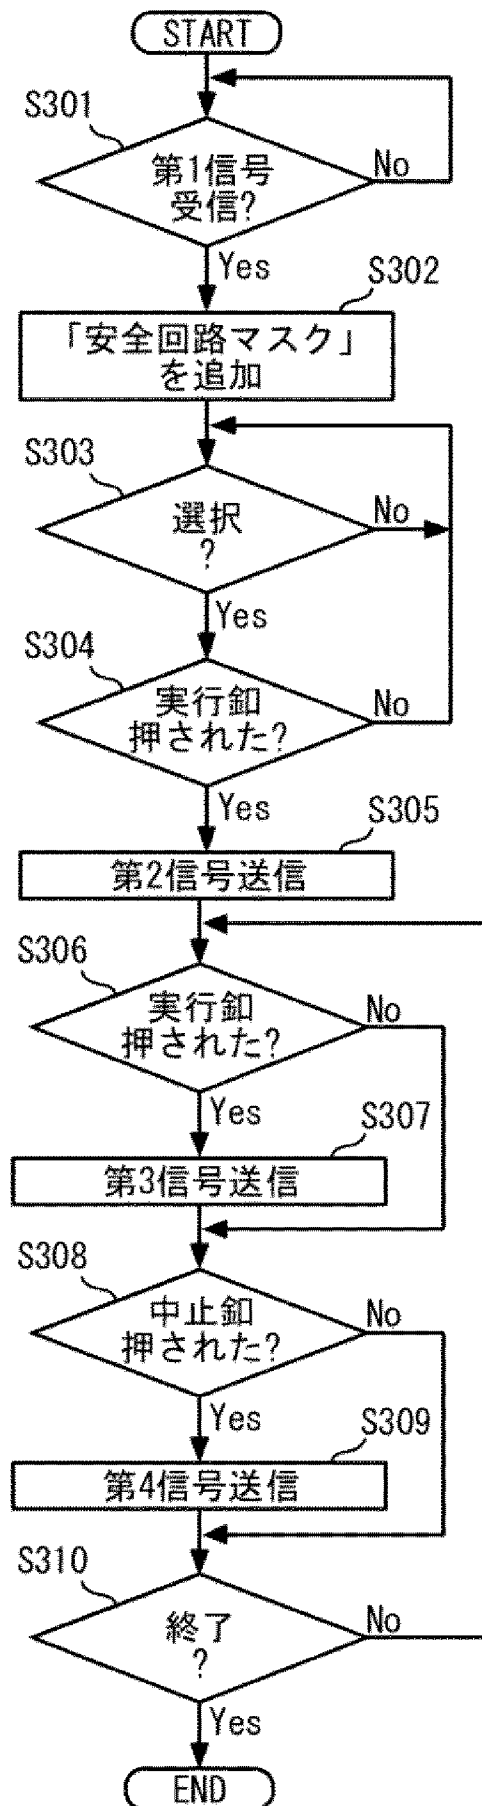 START
S301
第1信号
受信?
No
Yes
S302
「安全回路マスク」
を追加
S303
選択
?
No
Yes
S304
実行釦
押された?
No
Yes
S305
第2信号送信
S306
実行釦
押された?
No
Yes
S307
第3信号送信
S308
中止釦
押された?
No
Yes
S309
第4信号送信
S310
終了
?
No
Yes
END